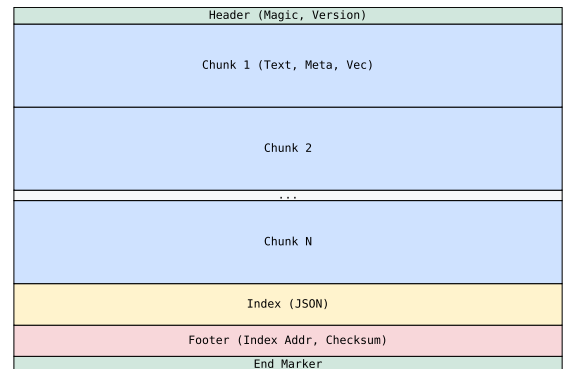 Header (Magic, Version)
Chunk 1 (Text, Meta, Vec)
Chunk 2
...
Chunk N
Index (JSON)
Footer (Index Addr, Checksum)
End Marker